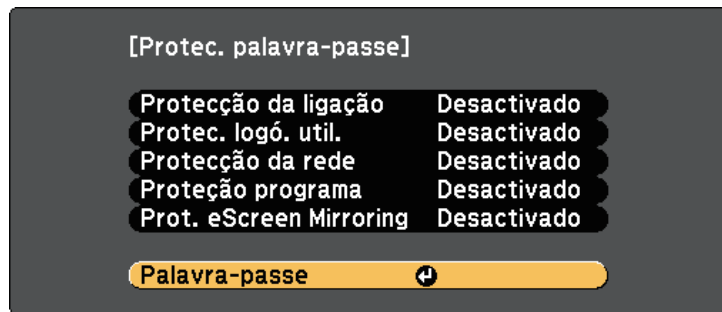 [Protec. palavra-passe]
Protecção da ligação Desactivado
Protec. logó. util. Desactivado
Protecção da rede Desactivado
Proteção programa Desactivado
Prot. eScreen Mirroring Desactivado
Palavra-passe